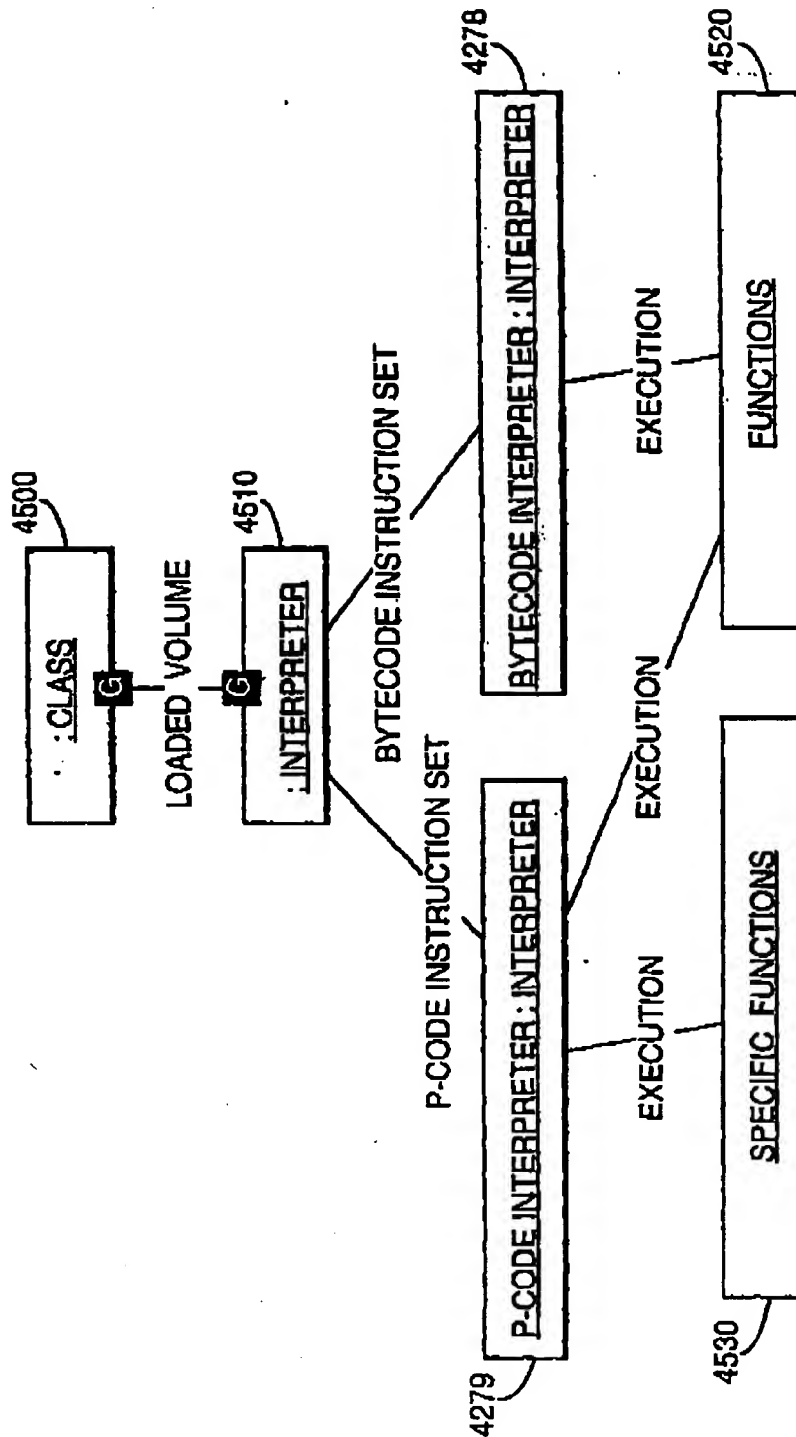 4500
: CLASS
G
LOADED VOLUME
G
4510
: INTERPRETER
P-CODE INSTRUCTION SET
BYTECODE INSTRUCTION SET
4279
P-CODE INTERPRETER : INTERPRETER
BYTECODE INTERPRETER : INTERPRETER
4278
EXECUTION
EXECUTION
EXECUTION
4530
SPECIFIC FUNCTIONS
FUNCTIONS
4520